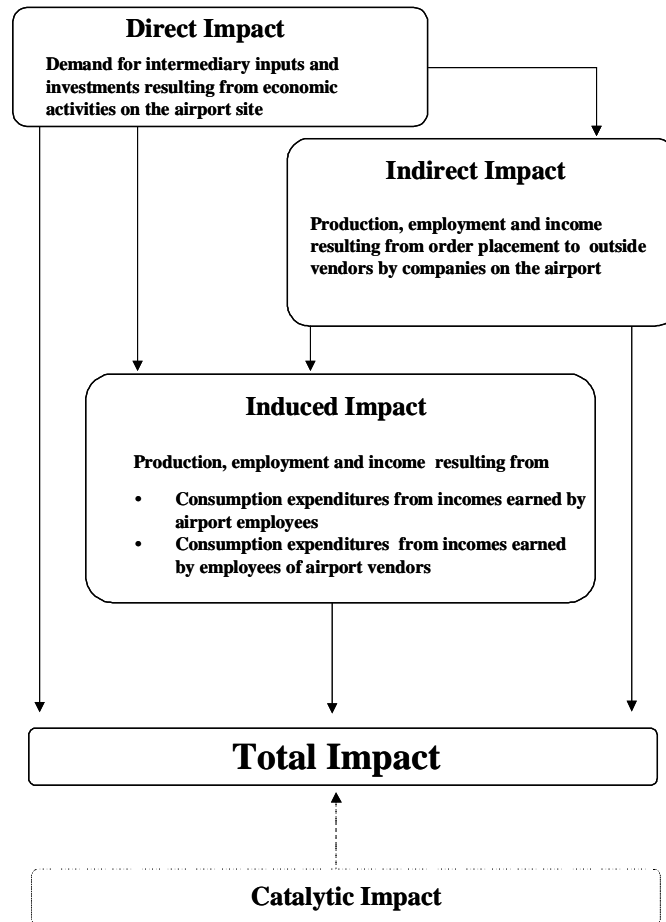 Direct Impact
Demand for intermediary inputs and
investments resulting from economic
activities on the airport site
Indirect Impact
Production, employment and income
resulting from order placement to outside
vendors by companies on the airport
Induced Impact
Production, employment and income resulting from
• Consumption expenditures from incomes earned by
airport employees
• Consumption expenditures from incomes earned
by employees of airport vendors
Total Impact
Catalytic Impact